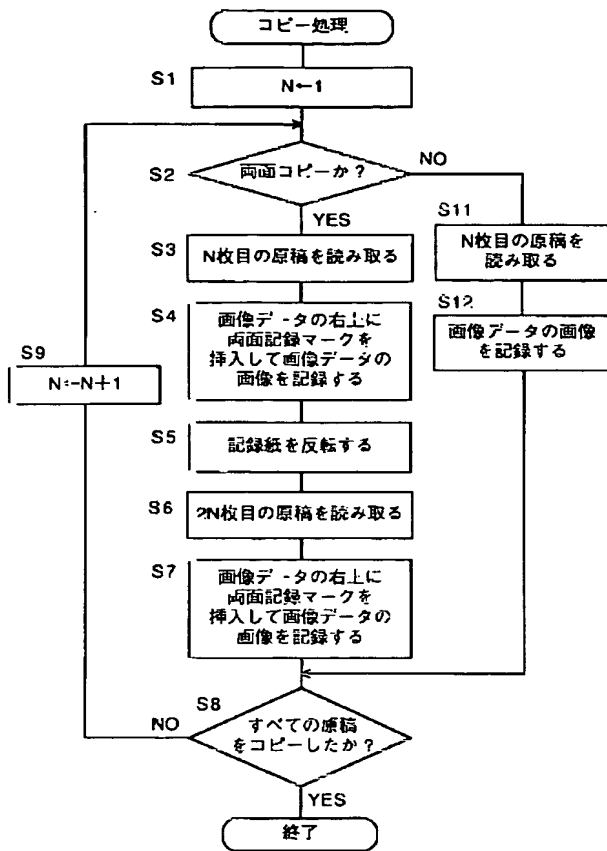 コピー処理
S1
N←1
S2
両面コピーか？
NO
YES
S3
N枚目の原稿を読み取る
S11
N枚目の原稿を
読み取る
S4
画像データの右上に
両面記録マークを
挿入して画像データの
画像を記録する
S12
画像データの画像
を記録する
S9
N←N+1
S5
記録紙を反転する
S6
2N枚目の原稿を読み取る
S7
画像データの右上に
両面記録マークを
挿入して画像データの
画像を記録する
S8
NO
すべての原稿
をコピーしたか？
YES
終了